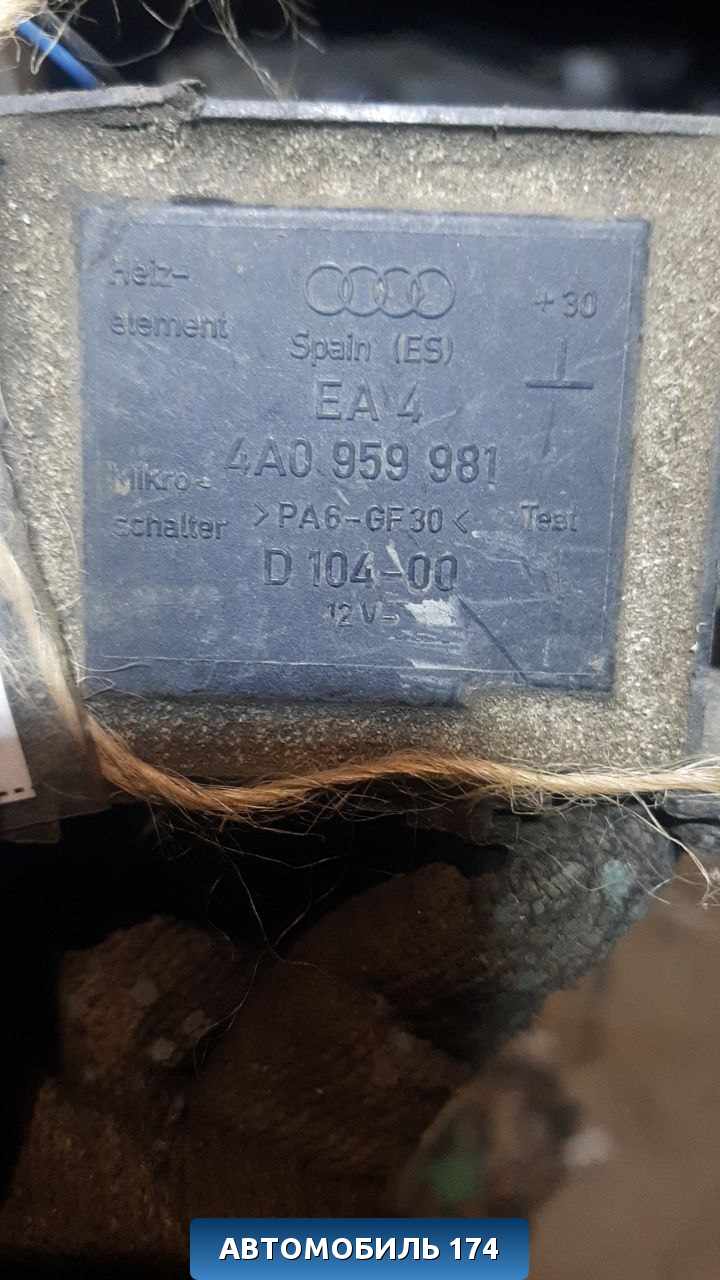 Heiz-
element
+30
Spain (ES)
EA 4
4A0 959 981
Mikro-
schalter
>PA6-GF30<
Test
D 104-00
12 V-
АВТОМОБИЛЬ 174